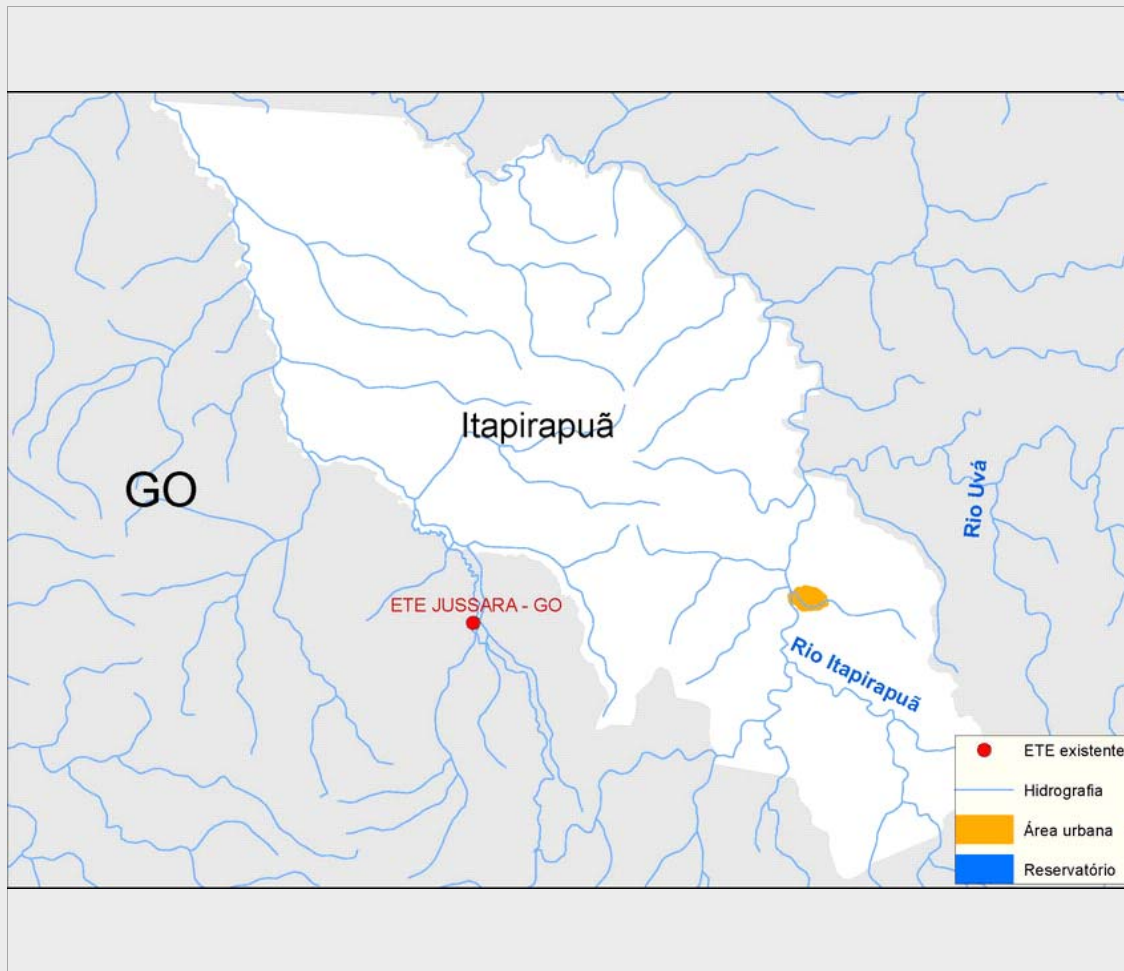 Itapirapuã
GO
Rio Uvá
ETE JUSSARA - GO
Rio Itapirapuã
ETE existente
Hidrografia
Área urbana
Reservatório